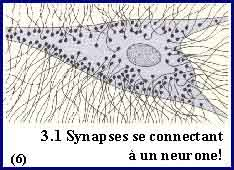 3.1 Synapses se connectant
(6) à un neurone!